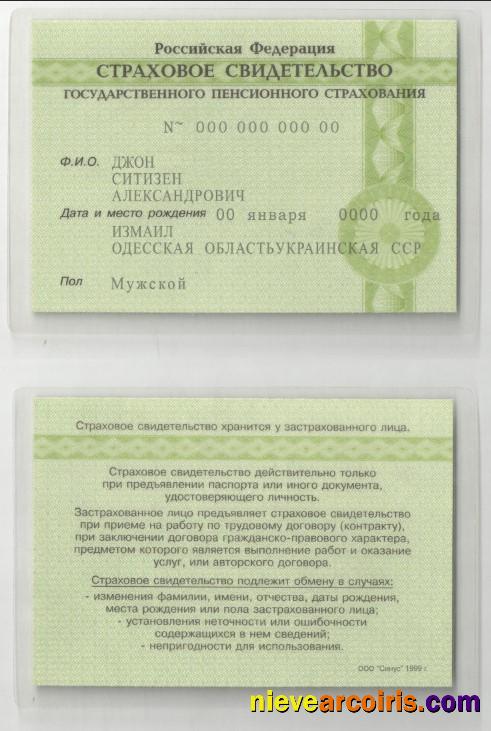 Российская Федерация
СТРАХОВОЕ СВИДЕТЕЛЬСТВО
ГОСУДАРСТВЕННОГО ПЕНСИОННОГО СТРАХОВАНИЯ
N~ 000 000 000 00
Ф.И.О. ДЖОН
СИТИЗЕН
АЛЕКСАНДРОВИЧ
Дата и место рождения 00 января 0000 года
ИЗМАИЛ
ОДЕССКАЯ ОБЛАСТЬУКРАИНСКАЯ ССР
Пол Мужской
Страховое свидетельство хранится у застрахованного лица.
Страховое свидетельство действительно только
при предъявлении паспорта или иного документа,
удостоверяющего личность.
Застрахованное лицо предъявляет страховое свидетельство
при приеме на работу по трудовому договору (контракту),
при заключении договора гражданско-правового характера,
предметом которого является выполнение работ и оказание
услуг, или авторского договора.
Страховое свидетельство подлежит обмену в случаях:
- изменения фамилии, имени, отчества, даты рождения,
места рождения или пола застрахованного лица;
- установления неточности или ошибочности
содержащихся в нем сведений;
- непригодности для использования.
ООО "Синус" 1999 г.
nievearcoiris.com